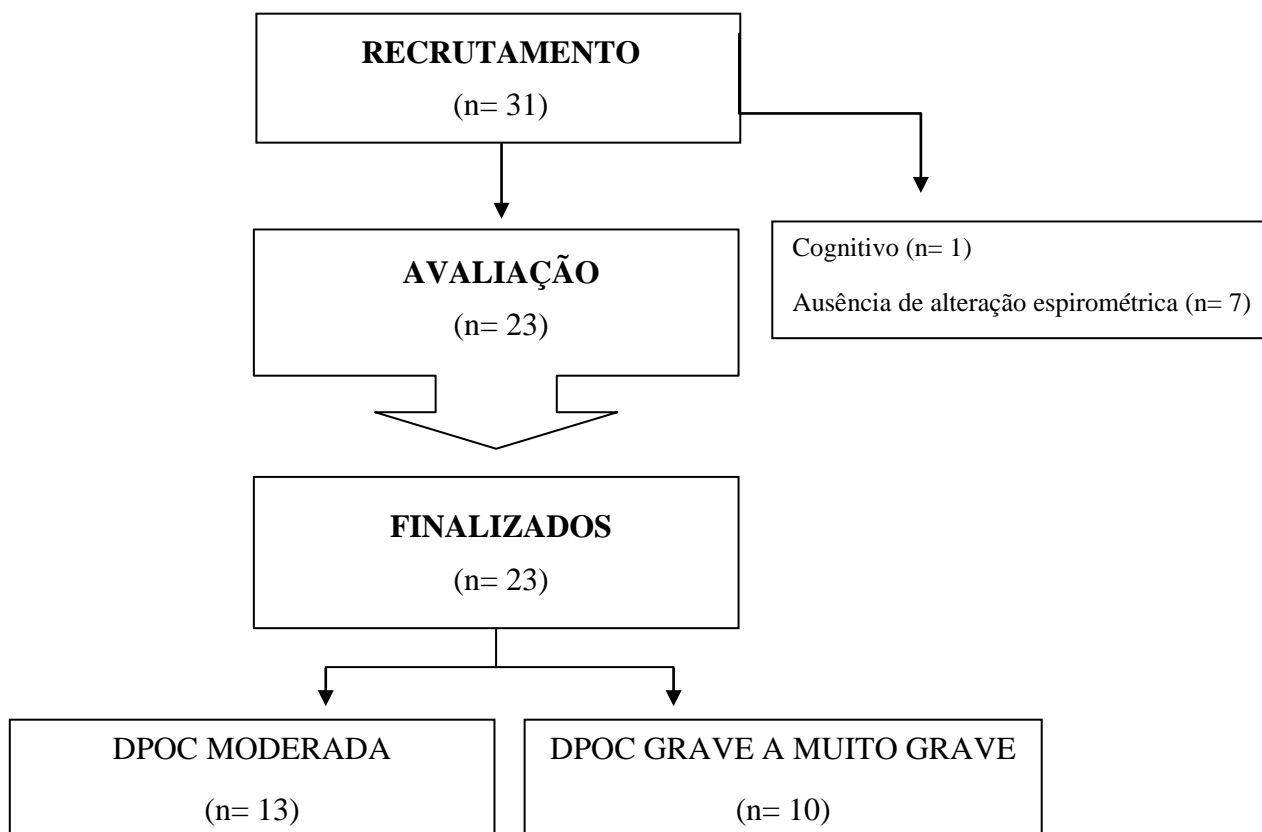 RECRUTAMENTO
(n= 31)
Cognitivo (n= 1)
Ausência de alteração espirométrica (n= 7)
AVALIAÇÃO
(n= 23)
FINALIZADOS
(n= 23)
DPOC MODERADA
(n= 13)
DPOC GRAVE A MUITO GRAVE
(n= 10)